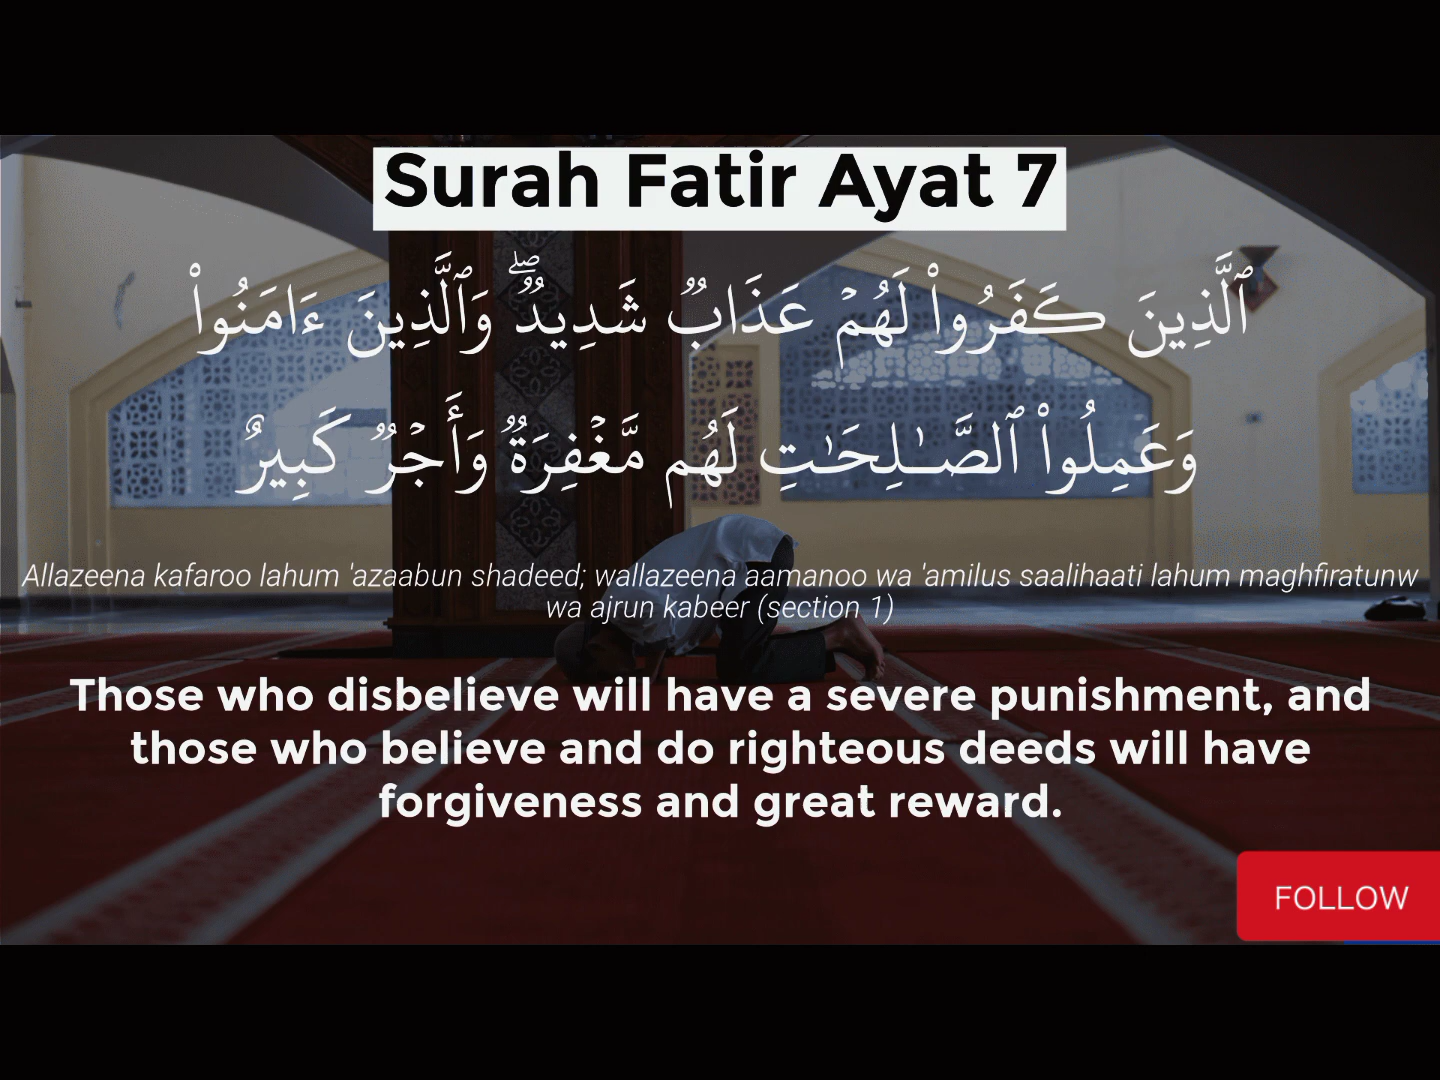 Surah Fatir Ayat 7
ٱلَّذِينَ كَفَرُوا۟ لَهُمْ عَذَابٌ شَدِيدٌ ۖ وَٱلَّذِينَ ءَامَنُوا۟
وَعَمِلُوا۟ ٱلصَّـٰلِحَـٰتِ لَهُم مَّغْفِرَةٌ وَأَجْرٌ كَبِيرٌ
Allazeena kafaroo lahum 'azaabun shadeed; wallazeena aamanoo wa 'amilus saalihaati lahum maghfiratunw
wa ajrun kabeer (section 1)
Those who disbelieve will have a severe punishment, and
those who believe and do righteous deeds will have
forgiveness and great reward.
FOLLOW